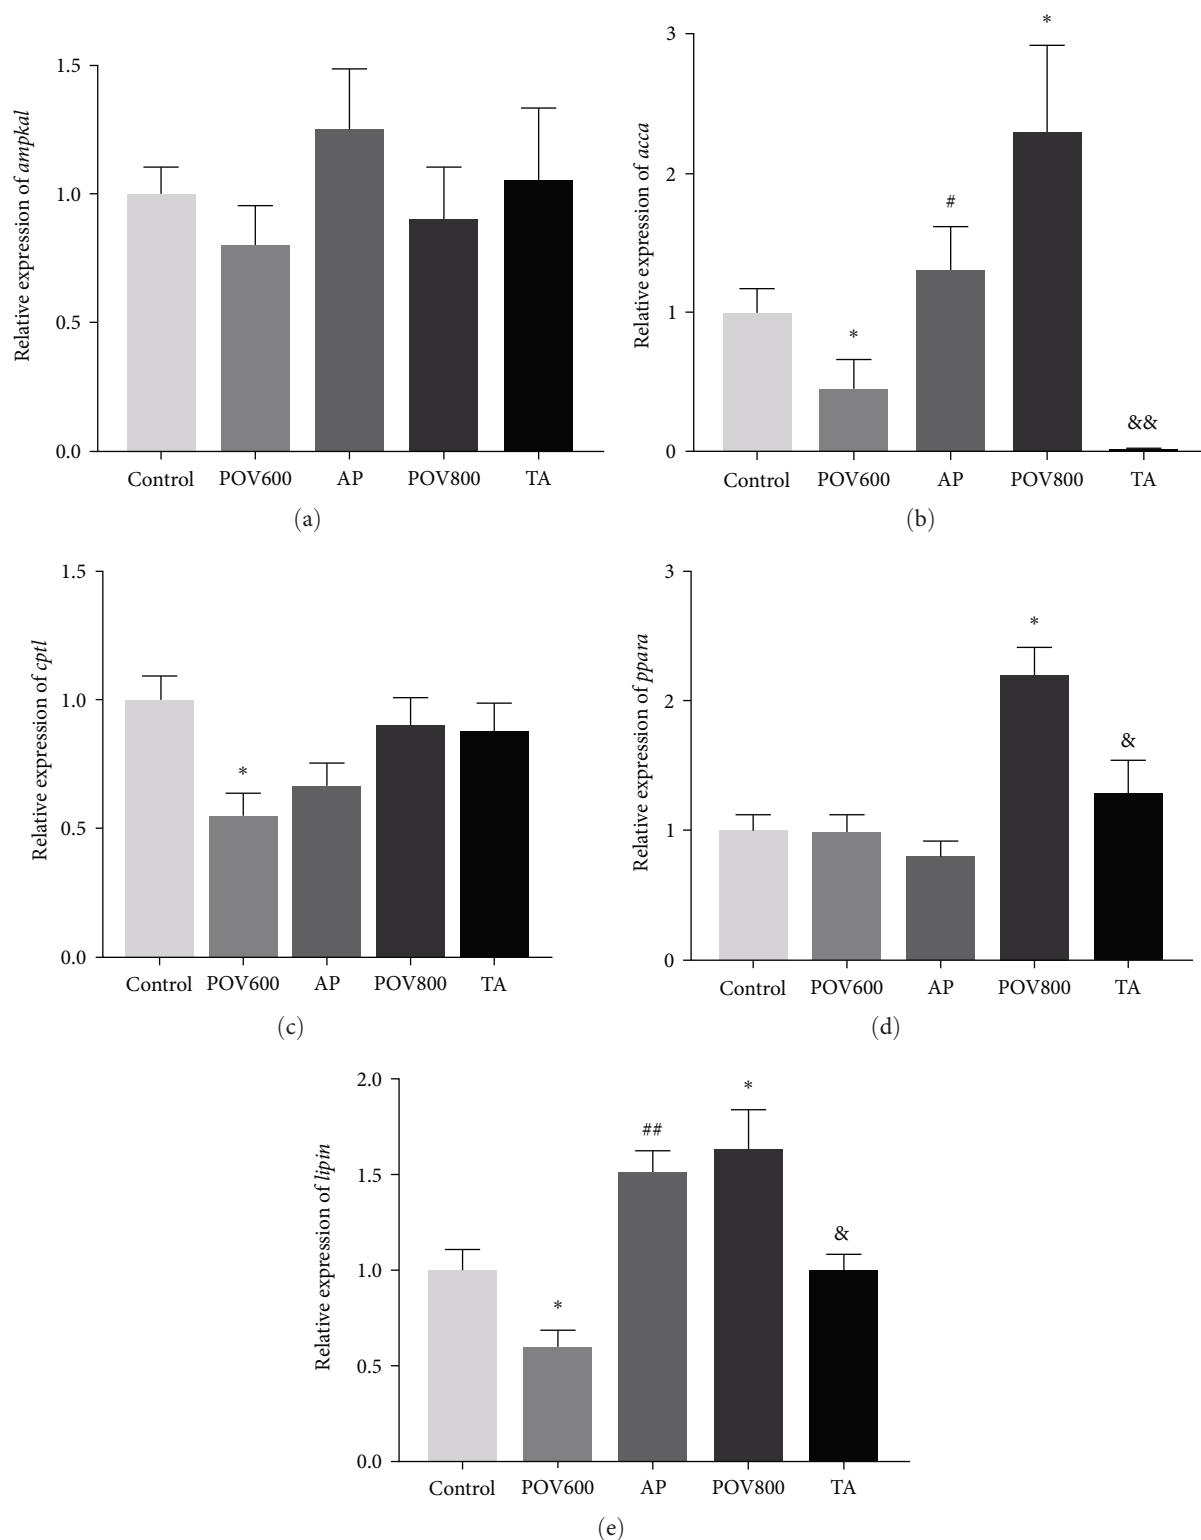 Relative expression of ampkal
1.5
1.0
0.5
0.0
Control POV600 AP POV800 TA
(a)
Relative expression of acca
3
2
1
0
*
#
*
&&
Control POV600 AP POV800 TA
(b)
Relative expression of cptl
1.5
1.0
0.5
0.0
*
Control POV600 AP POV800 TA
(c)
Relative expression of ppara
3
2
1
0
*
&
Control POV600 AP POV800 TA
(d)
Relative expression of lipin
2.0
1.5
1.0
0.5
0.0
*
##
*
&
Control POV600 AP POV800 TA
(e)